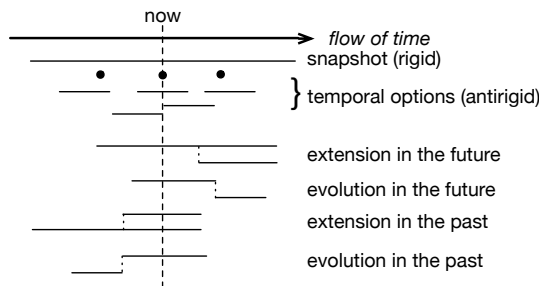 now
flow of time
snapshot (rigid)
temporal options (antirigid)
extension in the future
evolution in the future
extension in the past
evolution in the past